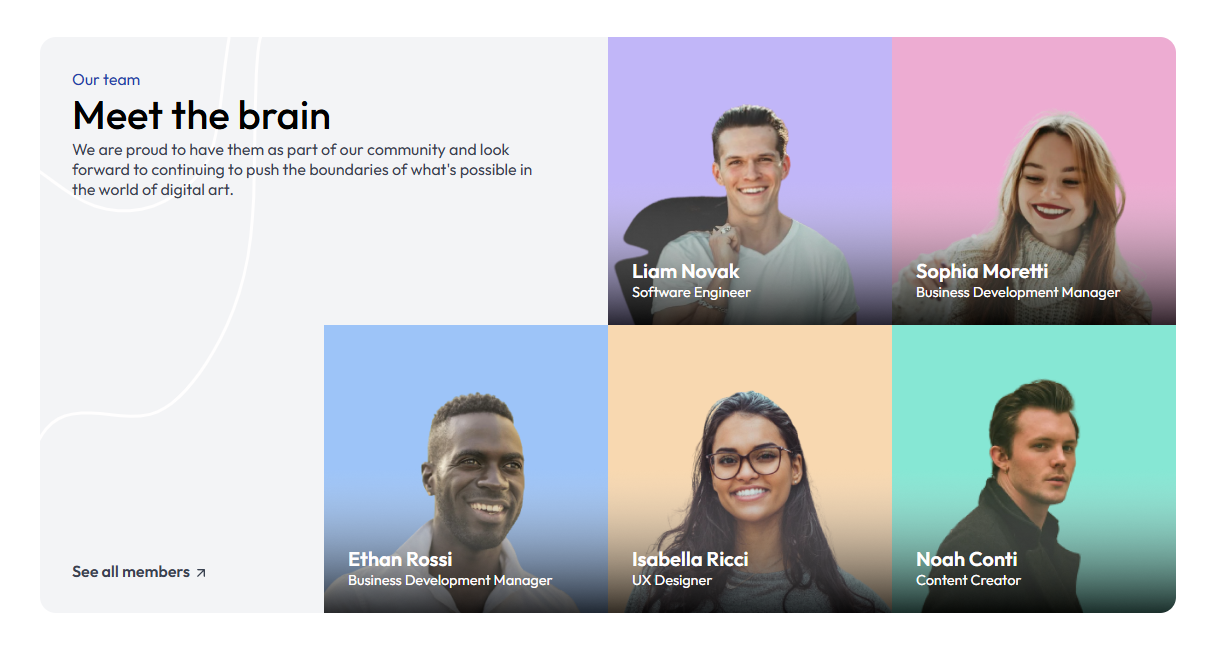 Our team
Meet the brain
We are proud to have them as part of our community and look
forward to continuing to push the boundaries of what's possible in
the world of digital art.
Liam Novak
Software Engineer
Sophia Moretti
Business Development Manager
Ethan Rossi
Business Development Manager
Isabella Ricci
UX Designer
Noah Conti
Content Creator
See all members